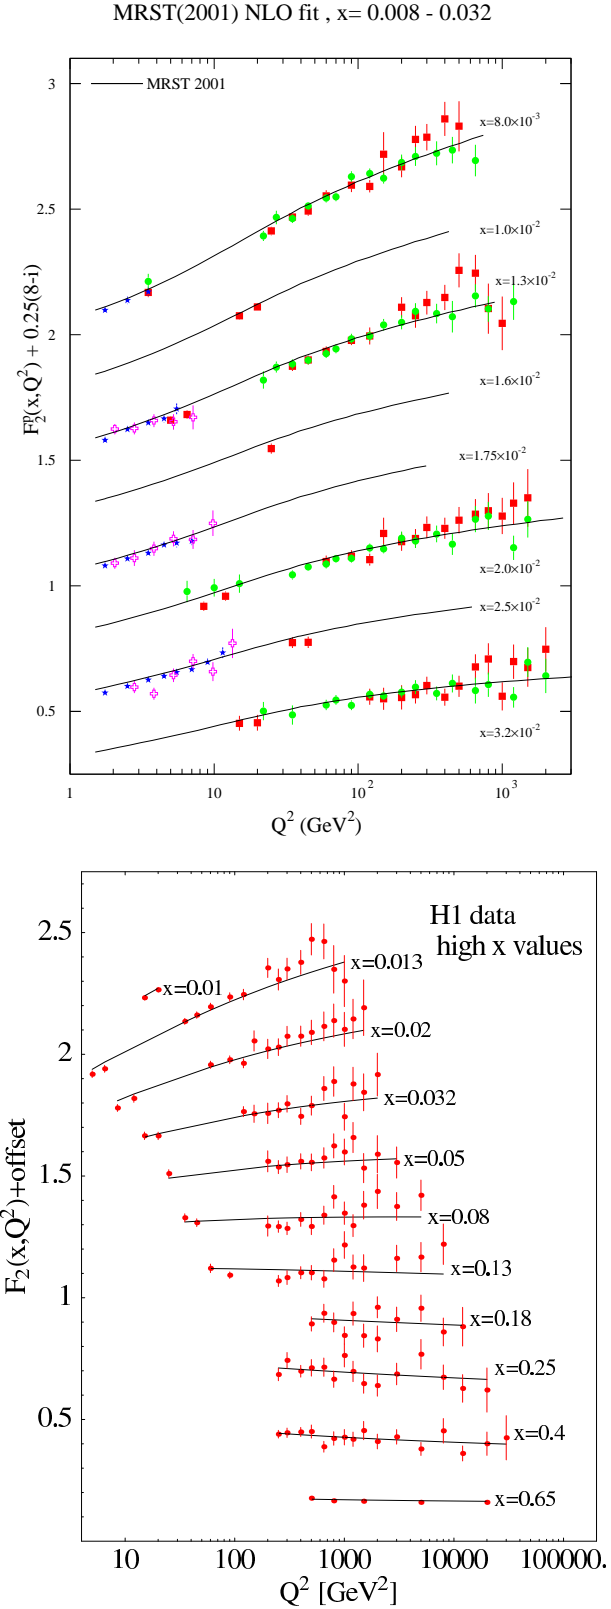 MRST(2001) NLO fit , x= 0.008 - 0.032
3
MRST 2001
x=8.0×10⁻³
2.5
x=1.0×10⁻²
x=1.3×10⁻²
2
x=1.6×10⁻²
1.5
x=1.75×10⁻²
x=2.0×10⁻²
1
x=2.5×10⁻²
0.5
x=3.2×10⁻²
F₂ᵖ(x,Q²) + 0.25(8-i)
1 10 10² 10³
Q² (GeV²)
H1 data
high x values
2.5
x=0.013
x=0.01
2
x=0.02
x=0.032
1.5
x=0.05
x=0.08
x=0.13
1
x=0.18
x=0.25
0.5
x=0.4
x=0.65
F₂(x,Q²)+offset
10 100 1000 10000 100000.
Q² [GeV²]